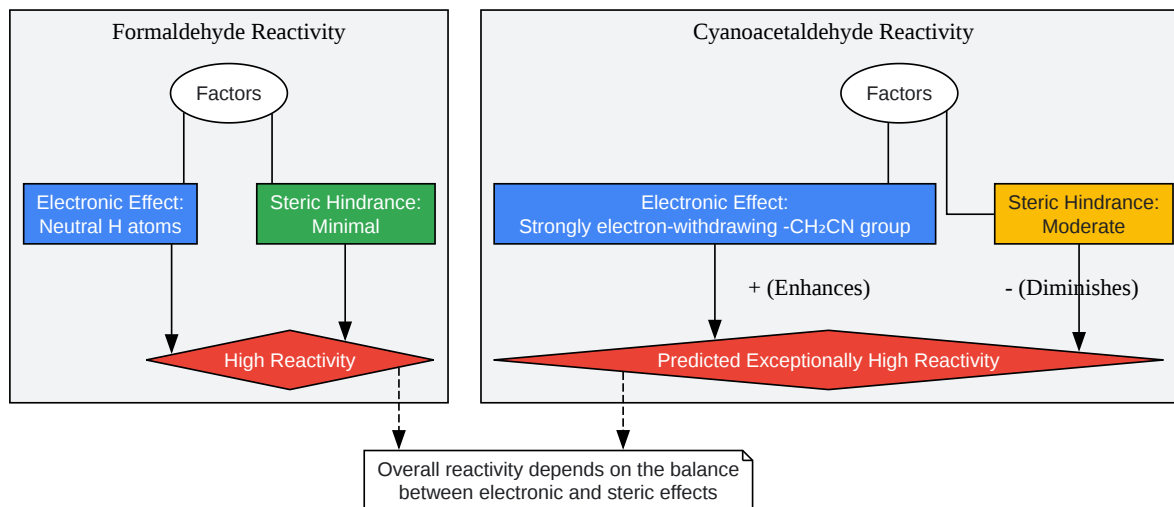 Formaldehyde Reactivity
Factors
Electronic Effect:
Neutral H atoms
Steric Hindrance:
Minimal
High Reactivity
Cyanoacetaldehyde Reactivity
Factors
Electronic Effect:
Strongly electron-withdrawing -CH₂CN group
Steric Hindrance:
Moderate
+ (Enhances)
- (Diminishes)
Predicted Exceptionally High Reactivity
Overall reactivity depends on the balance
between electronic and steric effects